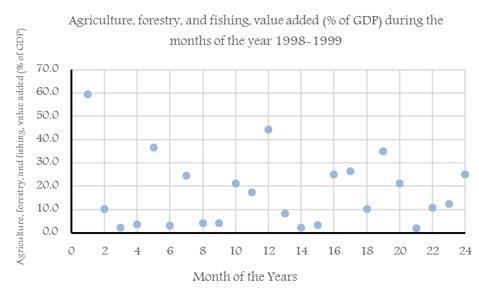 Agriculture, forestry, and fishing, value added (% of GDP) during the
months of the year 1998-1999
Agriculture, forestry, and fishing, value added (% of GDP)
70.0
60.0
50.0
40.0
30.0
20.0
10.0
0.0
0 2 4 6 8 10 12 14 16 18 20 22 24
Month of the Years